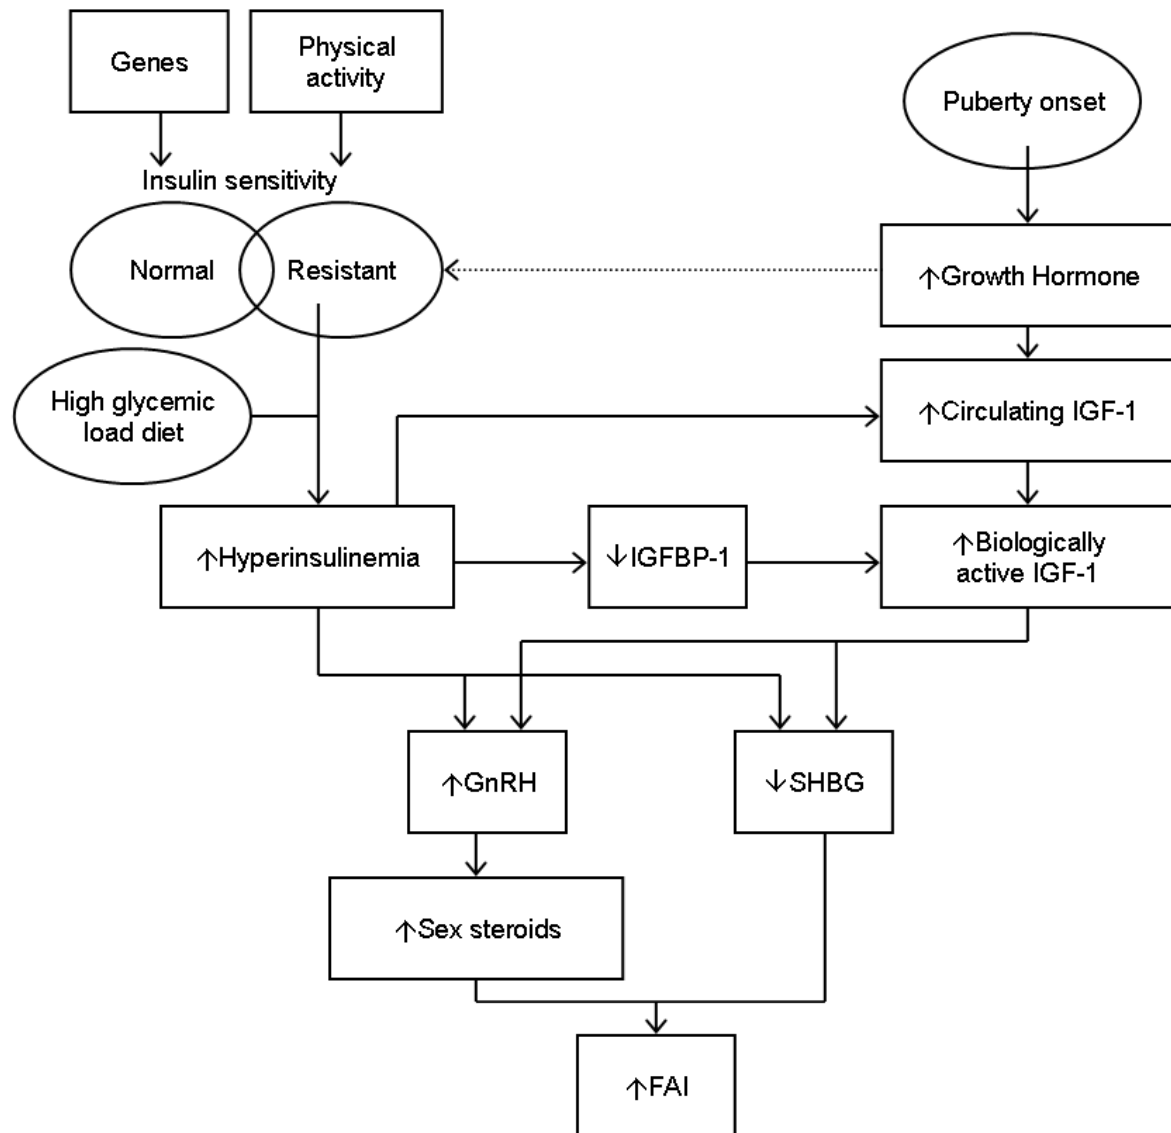 Genes
Physical
activity
Puberty onset
Insulin sensitivity
Normal
Resistant
↑Growth Hormone
High glycemic
load diet
↑Circulating IGF-1
↑Hyperinsulinemia
↓IGFBP-1
↑Biologically
active IGF-1
↑GnRH
↓SHBG
↑Sex steroids
↑FAI